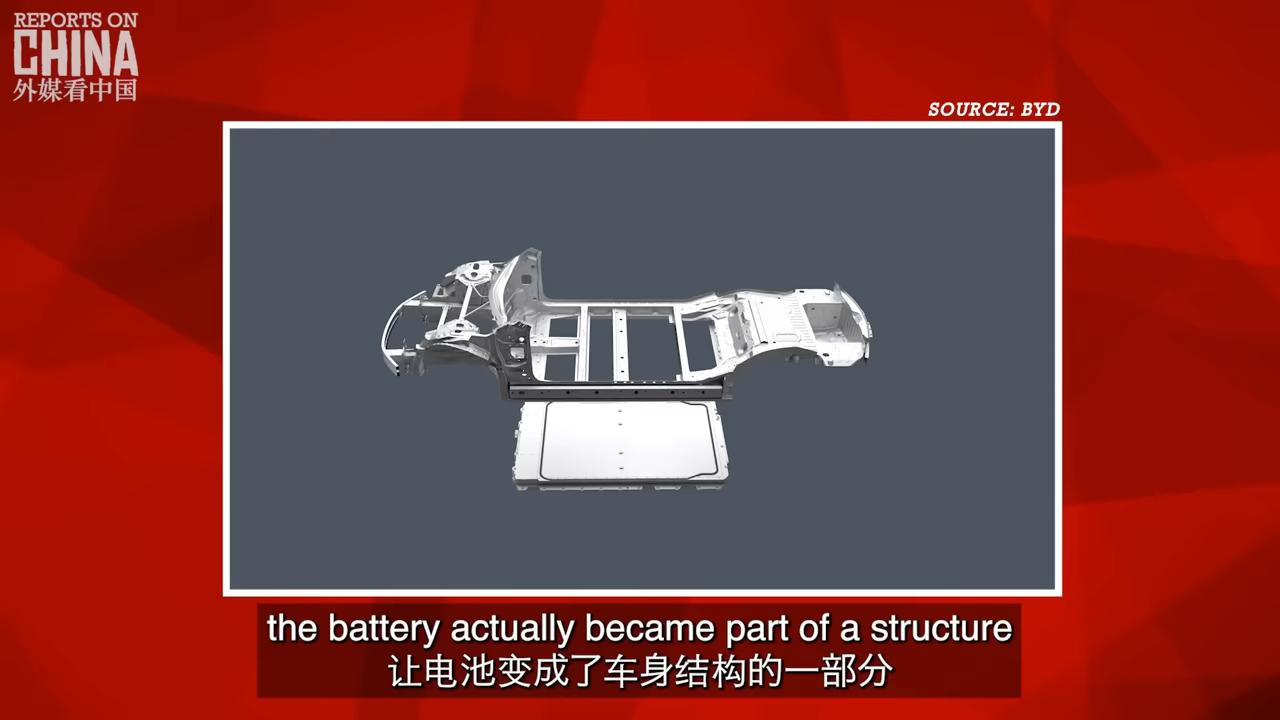 REPORTS ON
CHINA
外媒看中国
SOURCE: BYD
the battery actually became part of a structure
让电池变成了车身结构的一部分